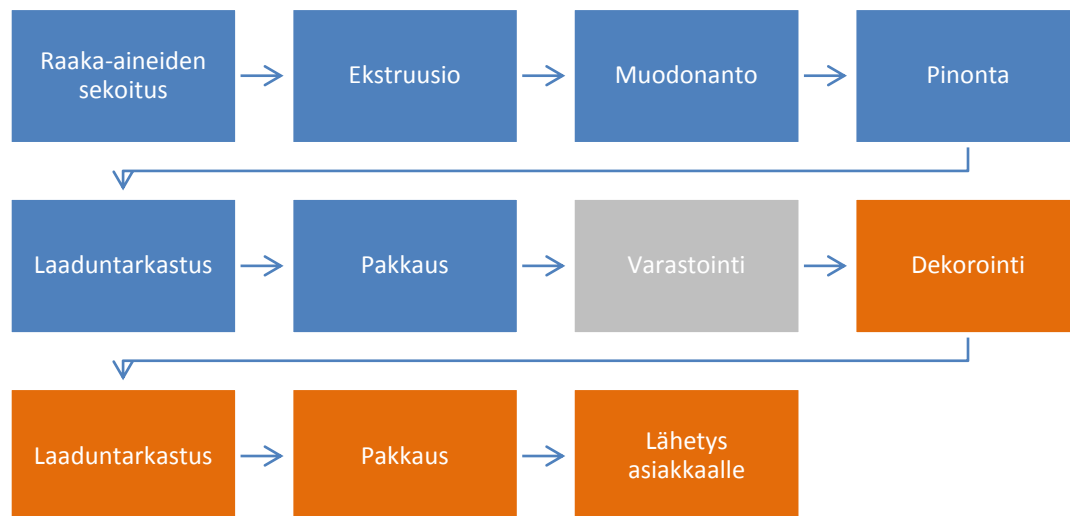 Raaka-aineiden
sekoitus
Ekstruusio
Muodonanto
Pinonta
Laaduntarkastus
Pakkaus
Varastointi
Dekorointi
Laaduntarkastus
Pakkaus
Lähetys
asiakkaalle